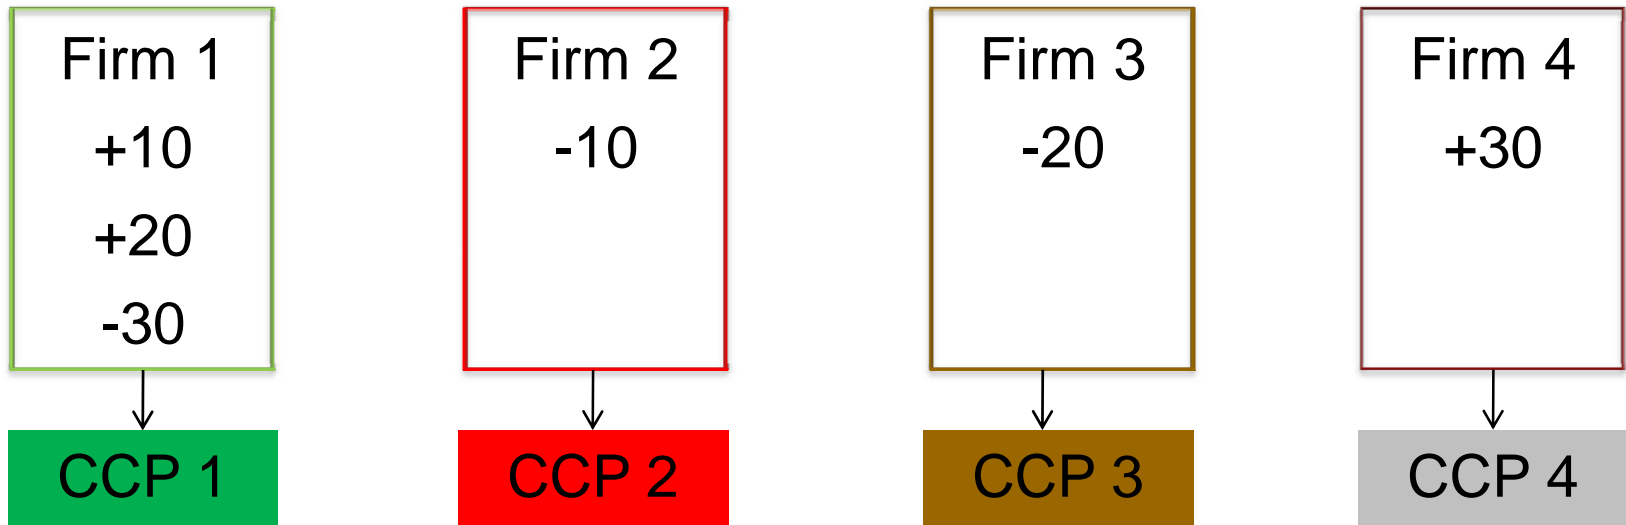 Firm 1
+10
+20
-30
CCP 1
Firm 2
-10
CCP 2
Firm 3
-20
CCP 3
Firm 4
+30
CCP 4